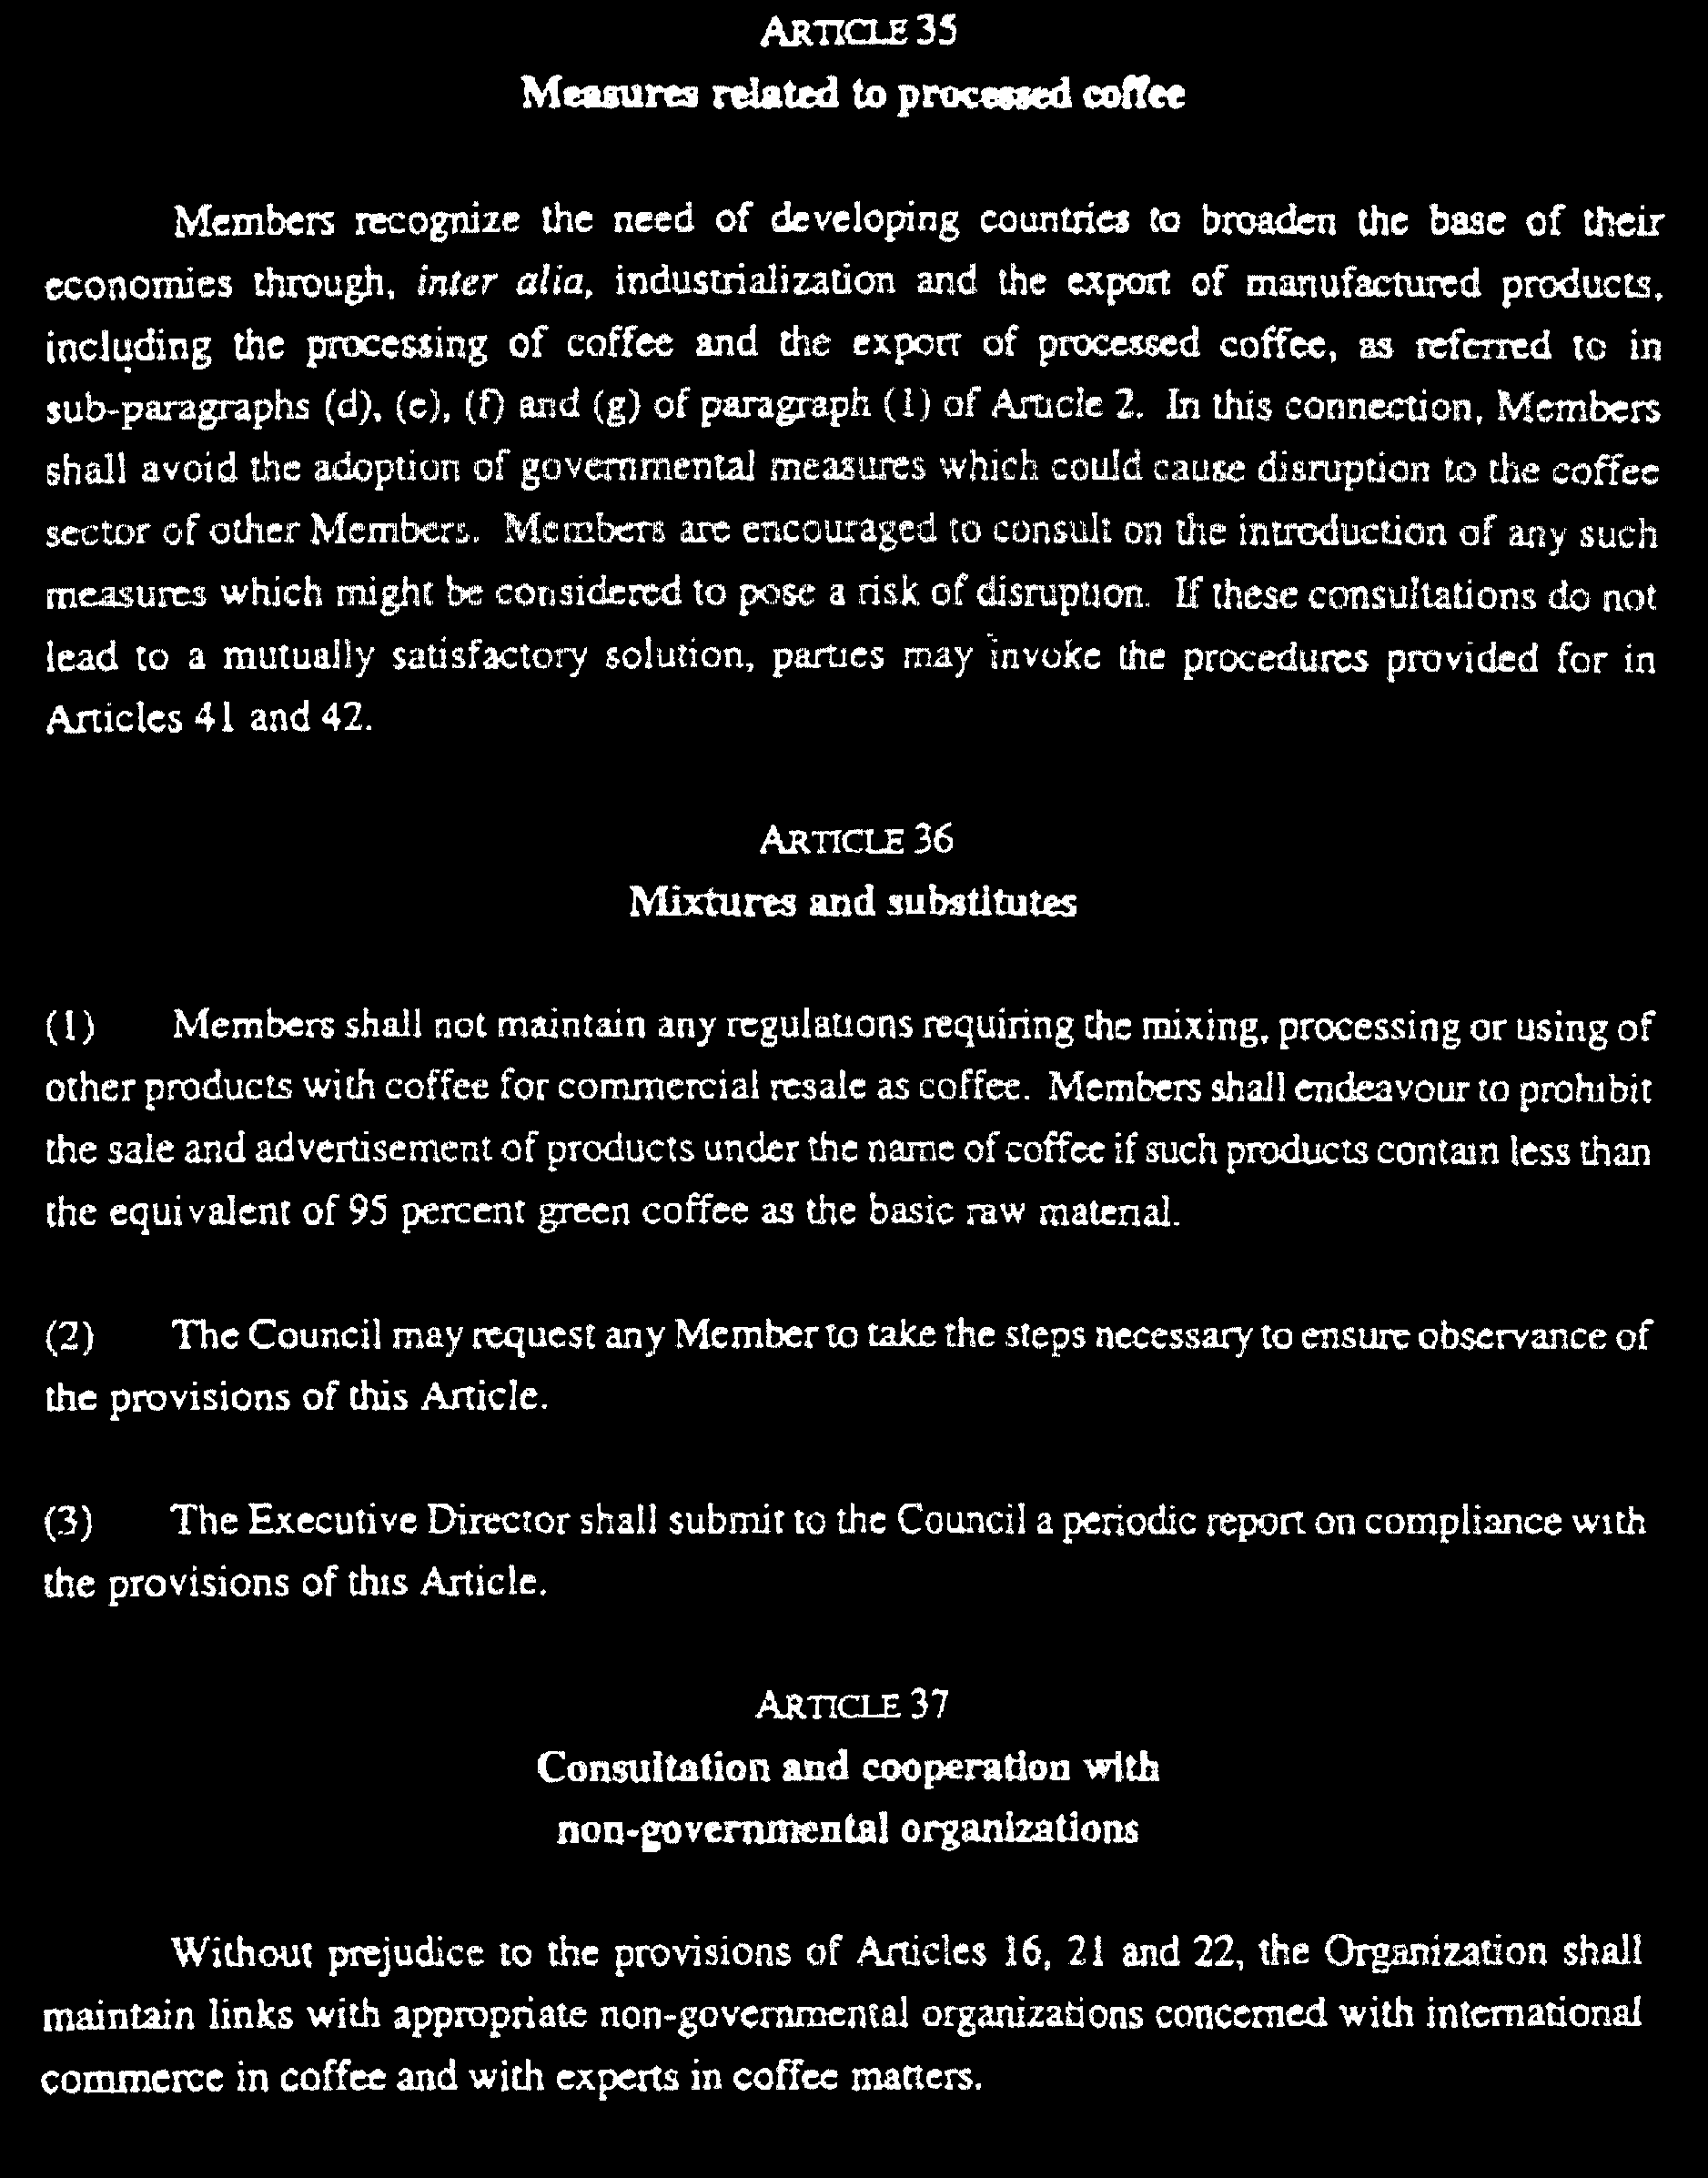 ARTICLE 35
Measures related to processed coffee
Members recognize the need of developing countries to broaden the base of their
economies through, inter alia, industrialization and the export of manufactured products,
including the processing of coffee and the export of processed coffee, as referred to in
sub-paragraphs (d), (e), (f) and (g) of paragraph (1) of Article 2. In this connection, Members
shall avoid the adoption of governmental measures which could cause disruption to the coffee
sector of other Members. Members are encouraged to consult on the introduction of any such
measures which might be considered to pose a risk of disruption. If these consultations do not
lead to a mutually satisfactory solution, parties may invoke the procedures provided for in
Articles 41 and 42.
ARTICLE 36
Mixtures and substitutes
(1) Members shall not maintain any regulations requiring the mixing, processing or using of
other products with coffee for commercial resale as coffee. Members shall endeavour to prohibit
the sale and advertisement of products under the name of coffee if such products contain less than
the equivalent of 95 percent green coffee as the basic raw material.
(2) The Council may request any Member to take the steps necessary to ensure observance of
the provisions of this Article.
(3) The Executive Director shall submit to the Council a periodic report on compliance with
the provisions of this Article.
ARTICLE 37
Consultation and cooperation with
non-governmental organizations
Without prejudice to the provisions of Articles 16, 21 and 22, the Organization shall
maintain links with appropriate non-governmental organizations concerned with international
commerce in coffee and with experts in coffee matters.